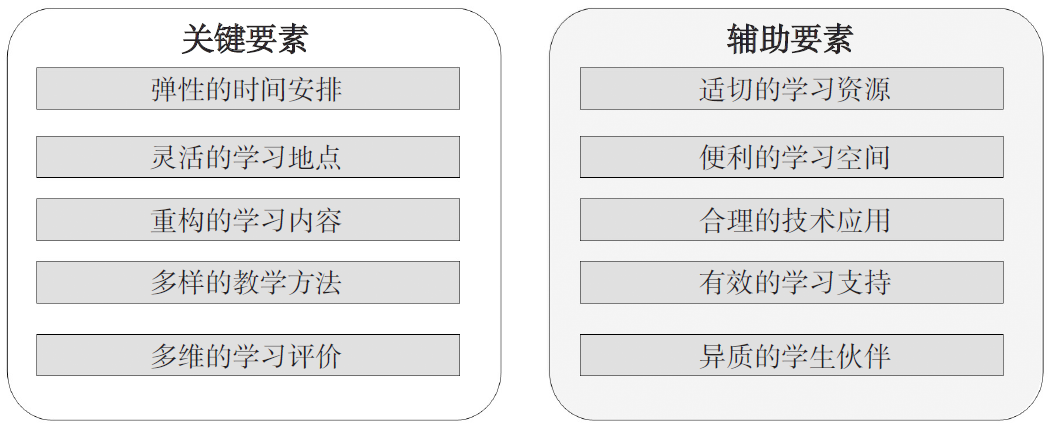 关键要素
弹性的时间安排
灵活的学习地点
重构的学习内容
多样的教学方法
多维的学习评价
辅助要素
适切的学习资源
便利的学习空间
合理的技术应用
有效的学习支持
异质的学生伙伴